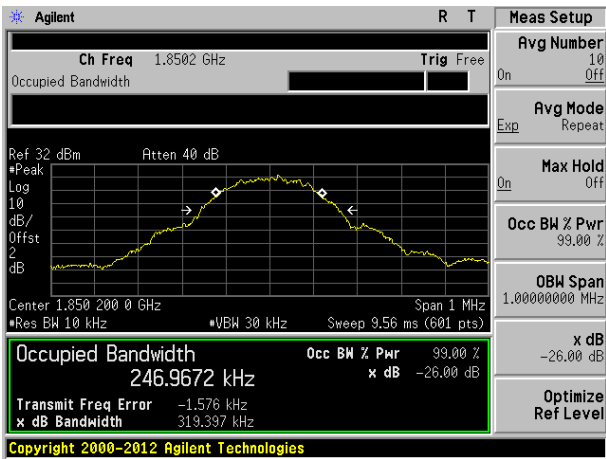 Agilent R T
Ch Freq 1.8502 GHz Trig Free
Occupied Bandwidth
Ref 32 dBm Atten 40 dB
#Peak
Log
10
dB/
Offst
2
dB
Center 1.850 200 0 GHz Span 1 MHz
#Res BW 10 kHz #VBW 30 kHz Sweep 9.56 ms (601 pts)
Occupied Bandwidth Occ BW % Pwr 99.00 %
246.9672 kHz x dB -26.00 dB
Transmit Freq Error -1.576 kHz
x dB Bandwidth 319.397 kHz
Copyright 2000-2012 Agilent Technologies
Meas Setup
Avg Number
10
On Off
Avg Mode
Exp Repeat
Max Hold
On Off
Occ BW % Pwr
99.00 %
OBW Span
1.00000000 MHz
x dB
-26.00 dB
Optimize
Ref Level